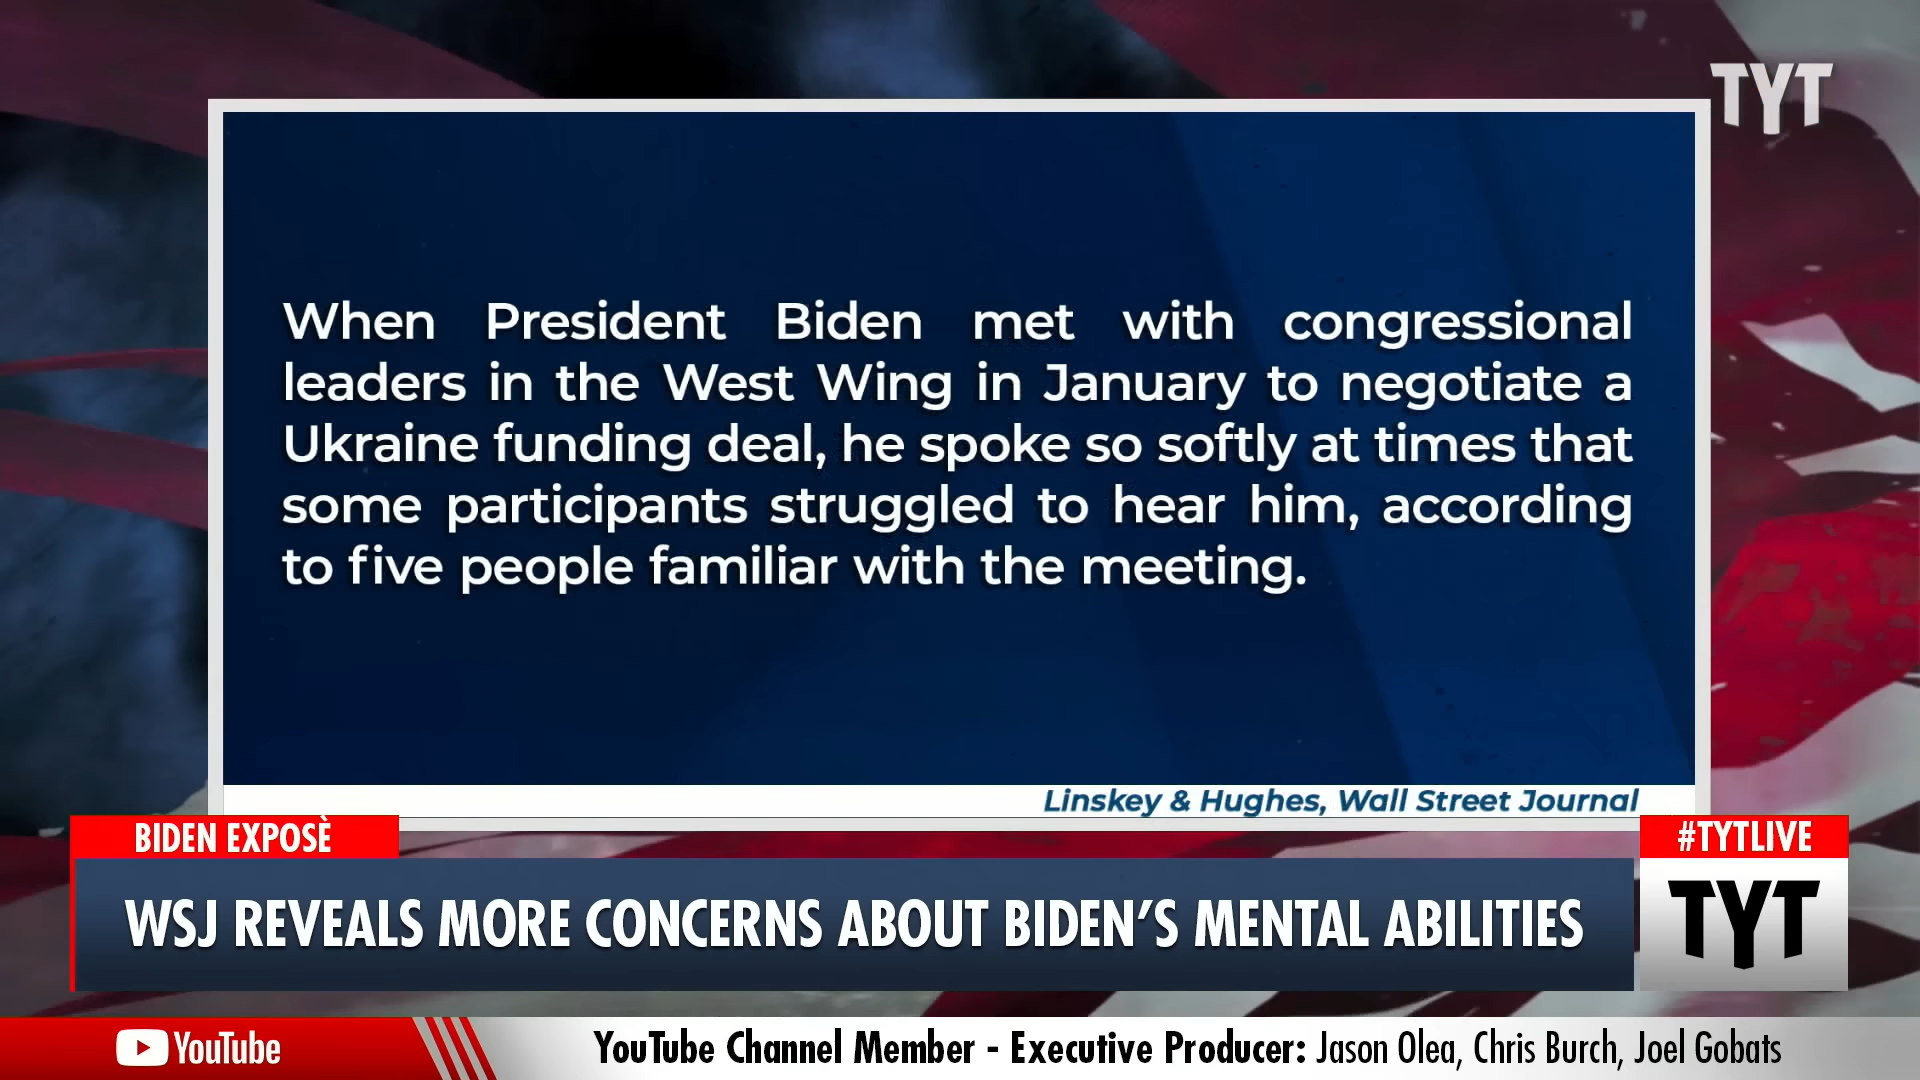 TYT
When President Biden met with congressional
leaders in the West Wing in January to negotiate a
Ukraine funding deal, he spoke so softly at times that
some participants struggled to hear him, according
to five people familiar with the meeting.
Linskey & Hughes, Wall Street Journal
BIDEN EXPOSÈ
#TYTLIVE
WSJ REVEALS MORE CONCERNS ABOUT BIDEN’S MENTAL ABILITIES
TYT
YouTube
YouTube Channel Member - Executive Producer: Jason Olea, Chris Burch, Joel Gobats